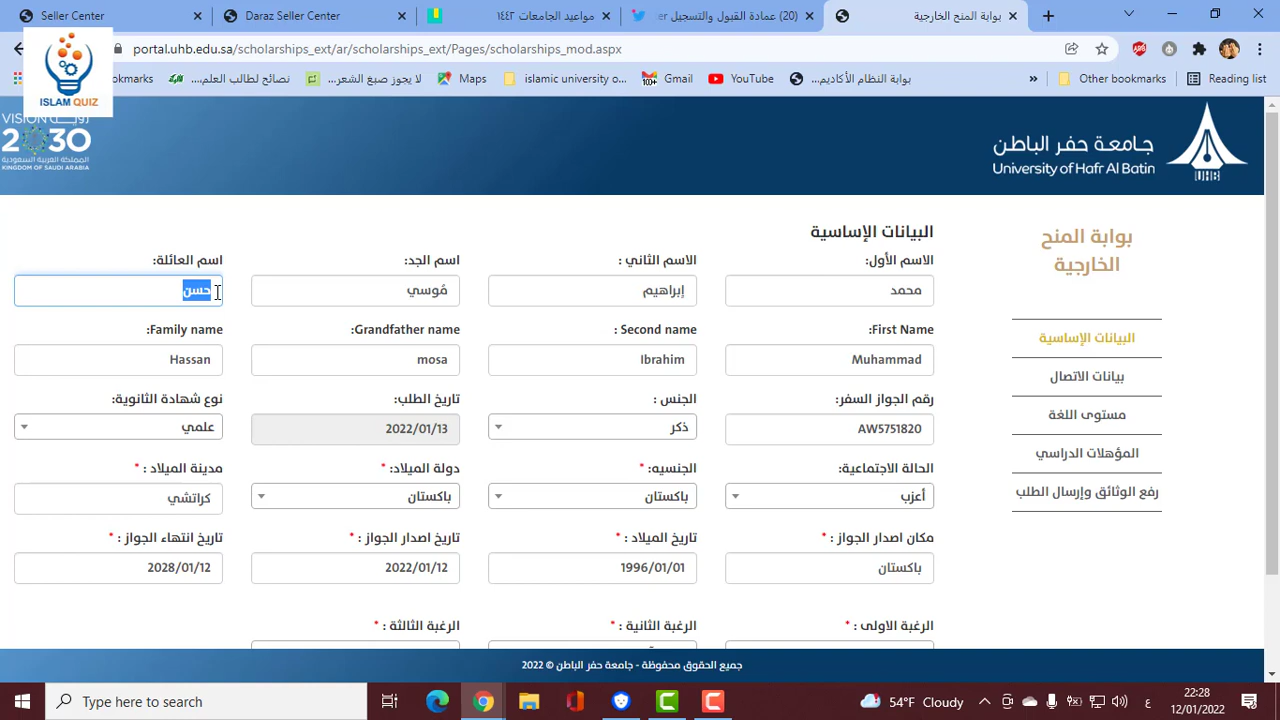 Seller Center
Daraz Seller Center
مواعيد الجامعات ١٤٤٣
(20) عمادة القبول والتسجيل
بوابة المنح الخارجية
portal.uhb.edu.sa/scholarships_ext/ar/scholarships_ext/Pages/scholarships_mod.aspx
نصائح لطالب العلم...
لا يجوز صبغ الشعر...
Maps
islamic university o...
Gmail
YouTube
بوابة النظام الأكاديم...
Other bookmarks
Reading list
ISLAM QUIZ
VISION رؤيـــة
2030
المملكة العربية السعودية
KINGDOM OF SAUDI ARABIA
جامعة حفر الباطن
University of Hafr Al Batin
UHB
بوابة المنح
الخارجية
البيانات الإساسية
بيانات الاتصال
مستوى اللغة
المؤهلات الدراسي
رفع الوثائق وإرسال الطلب
البيانات الإساسية
الاسم الأول: الاسم الثاني : اسم الجد: اسم العائلة:
محمد إبراهيم مُوسي حسن
First Name: Second name : Grandfather name: Family name:
Muhammad Ibrahim mosa Hassan
رقم الجواز السفر: الجنس : تاريخ الطلب: نوع شهادة الثانوية:
AW5751820 ذكر 2022/01/13 علمي
الحالة الاجتماعية: الجنسيه: * دولة الميلاد: * مدينة الميلاد : *
أعزب باكستان باكستان كراتشي
مكان اصدار الجواز : * تاريخ الميلاد : * تاريخ اصدار الجواز : * تاريخ انتهاء الجواز : *
باكستان 1996/01/01 2022/01/12 2028/01/12
الرغبة الاولى : * الرغبة الثانية : * الرغبة الثالثة : *
جميع الحقوق محفوظة - جامعة حفر الباطن © 2022
Type here to search
54°F Cloudy
ع
22:28
12/01/2022